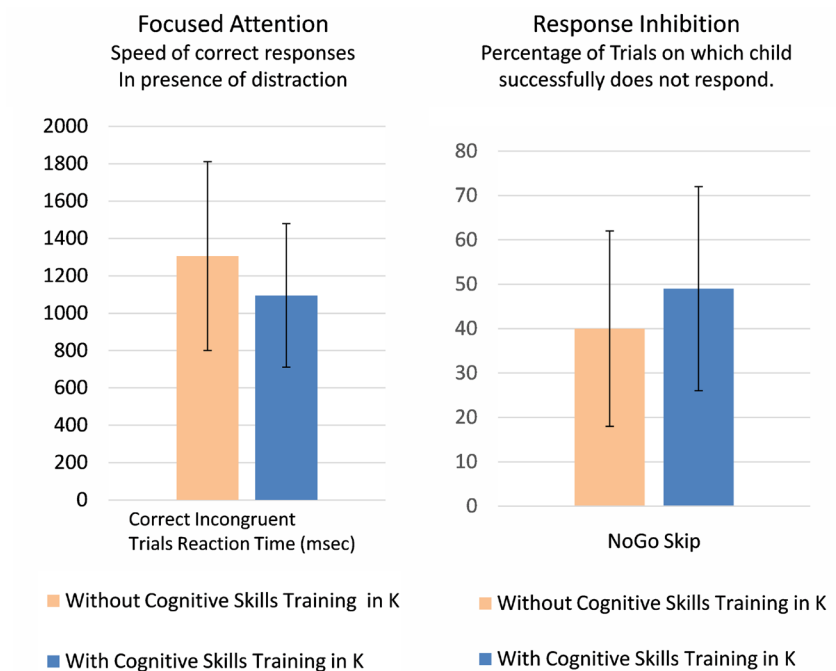 Focused Attention
Speed of correct responses
In presence of distraction
2000
1800
1600
1400
1200
1000
800
600
400
200
0
Correct Incongruent
Trials Reaction Time (msec)
Without Cognitive Skills Training in K
With Cognitive Skills Training in K
Response Inhibition
Percentage of Trials on which child
successfully does not respond.
80
70
60
50
40
30
20
10
0
NoGo Skip
Without Cognitive Skills Training in K
With Cognitive Skills Training in K